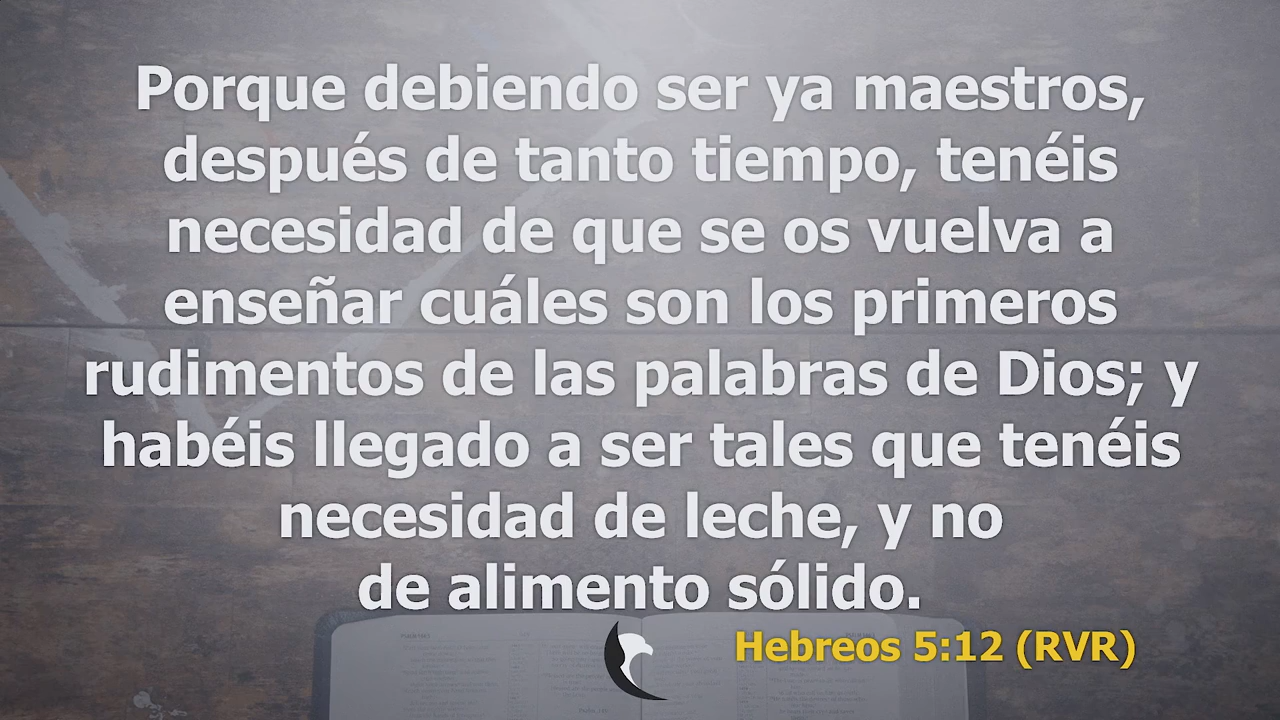 Porque debiendo ser ya maestros,
después de tanto tiempo, tenéis
necesidad de que se os vuelva a
enseñar cuáles son los primeros
rudimentos de las palabras de Dios; y
habéis llegado a ser tales que tenéis
necesidad de leche, y no
de alimento sólido.
Hebreos 5:12 (RVR)